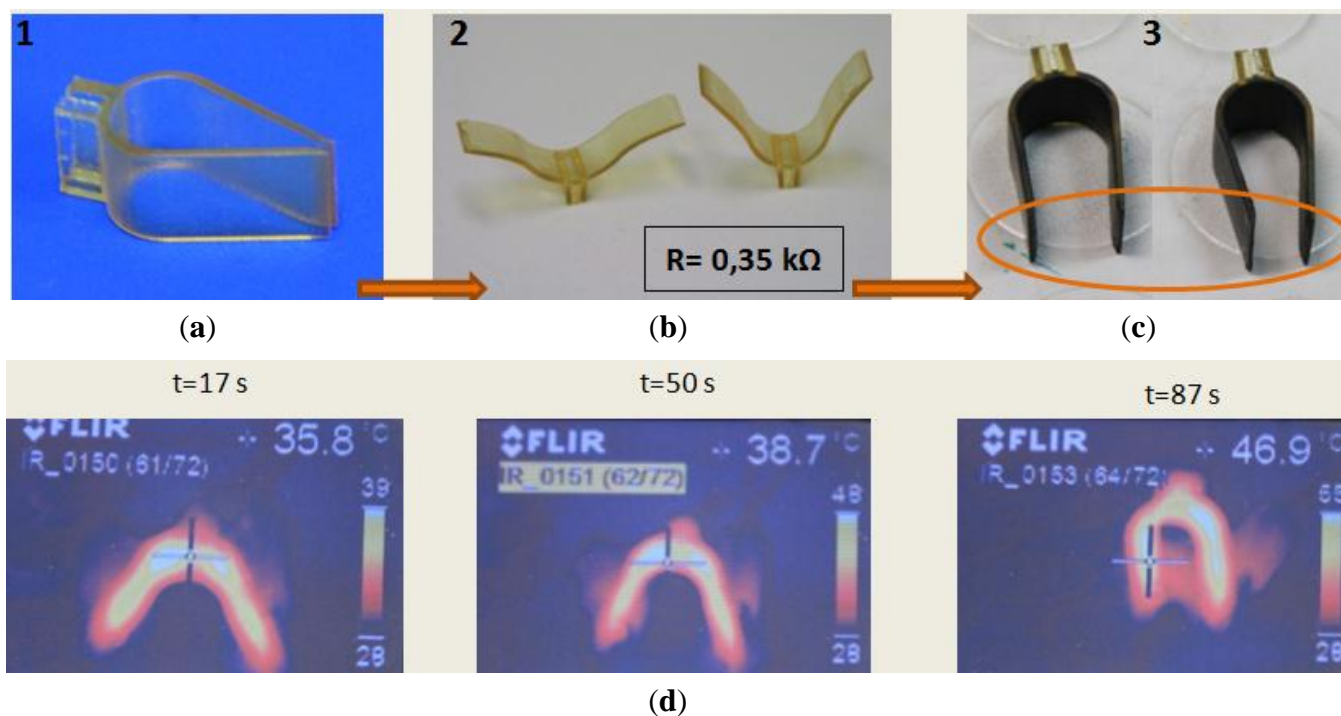 1
2
3
R= 0,35 kΩ
(a)
(b)
(c)
t=17 s
t=50 s
t=87 s
FLIR
35.8 °C
IR_0150 (61/72)
39
28
FLIR
38.7 °C
IR_0151 (62/72)
48
28
FLIR
46.9 °C
IR_0153 (64/72)
55
28
(d)